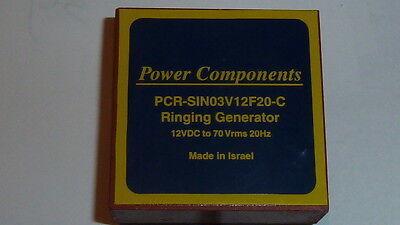 Power Components
PCR-SIN03V12F20-C
Ringing Generator
12VDC to 70 Vrms 20Hz
Made in Israel